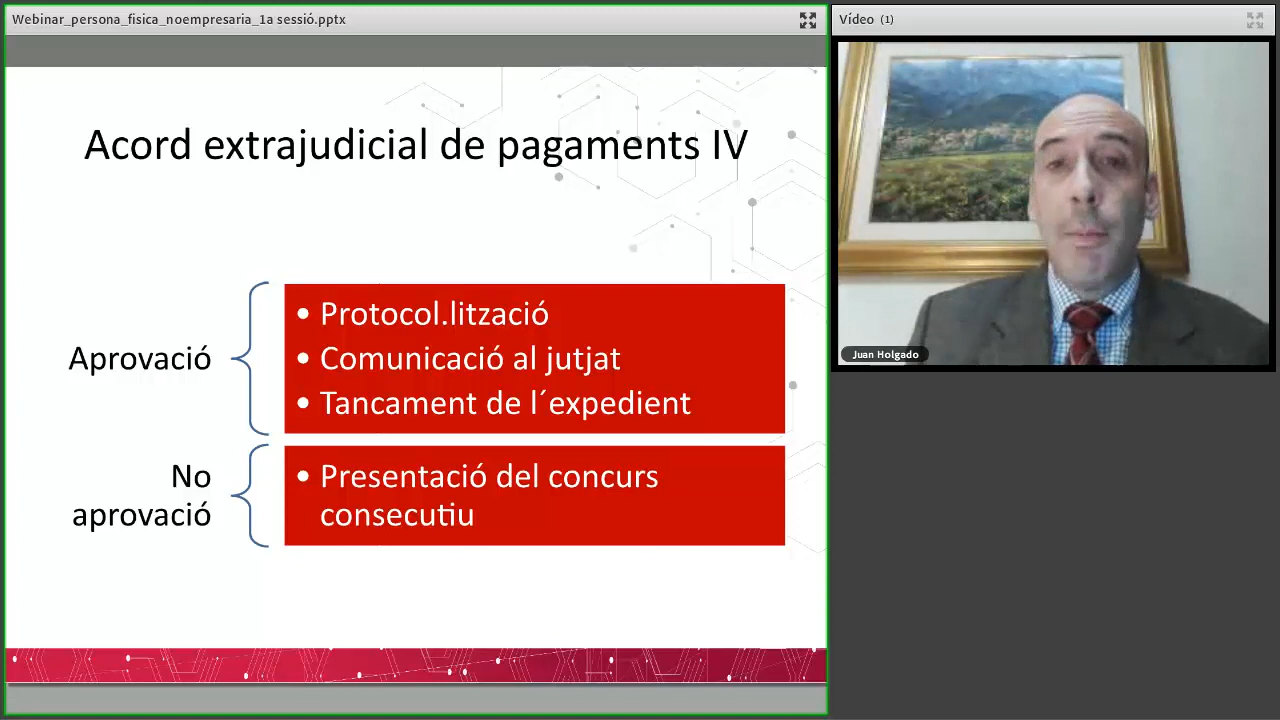 Webinar_persona_fisica_noempresaria_1a sessió.pptx
Vídeo (1)
Acord extrajudicial de pagaments IV
Aprovació
• Protocol.lització
• Comunicació al jutjat
• Tancament de l´expedient
No
aprovació
• Presentació del concurs
consecutiu
Juan Holgado